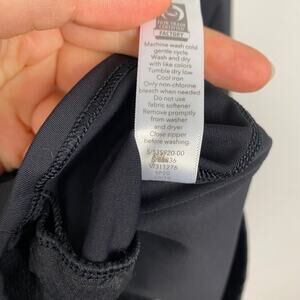 FAIR TRADE
CERTIFIED
FACTORY
Machine wash cold
gentle cycle.
Wash and dry
with like colors
Tumble dry low
Cool iron
Only non-chlorine
bleach when needed
Do not use
fabric softener
Remove promptly
from washer
and dryer
Close zipper
before washing
W311276
SP20